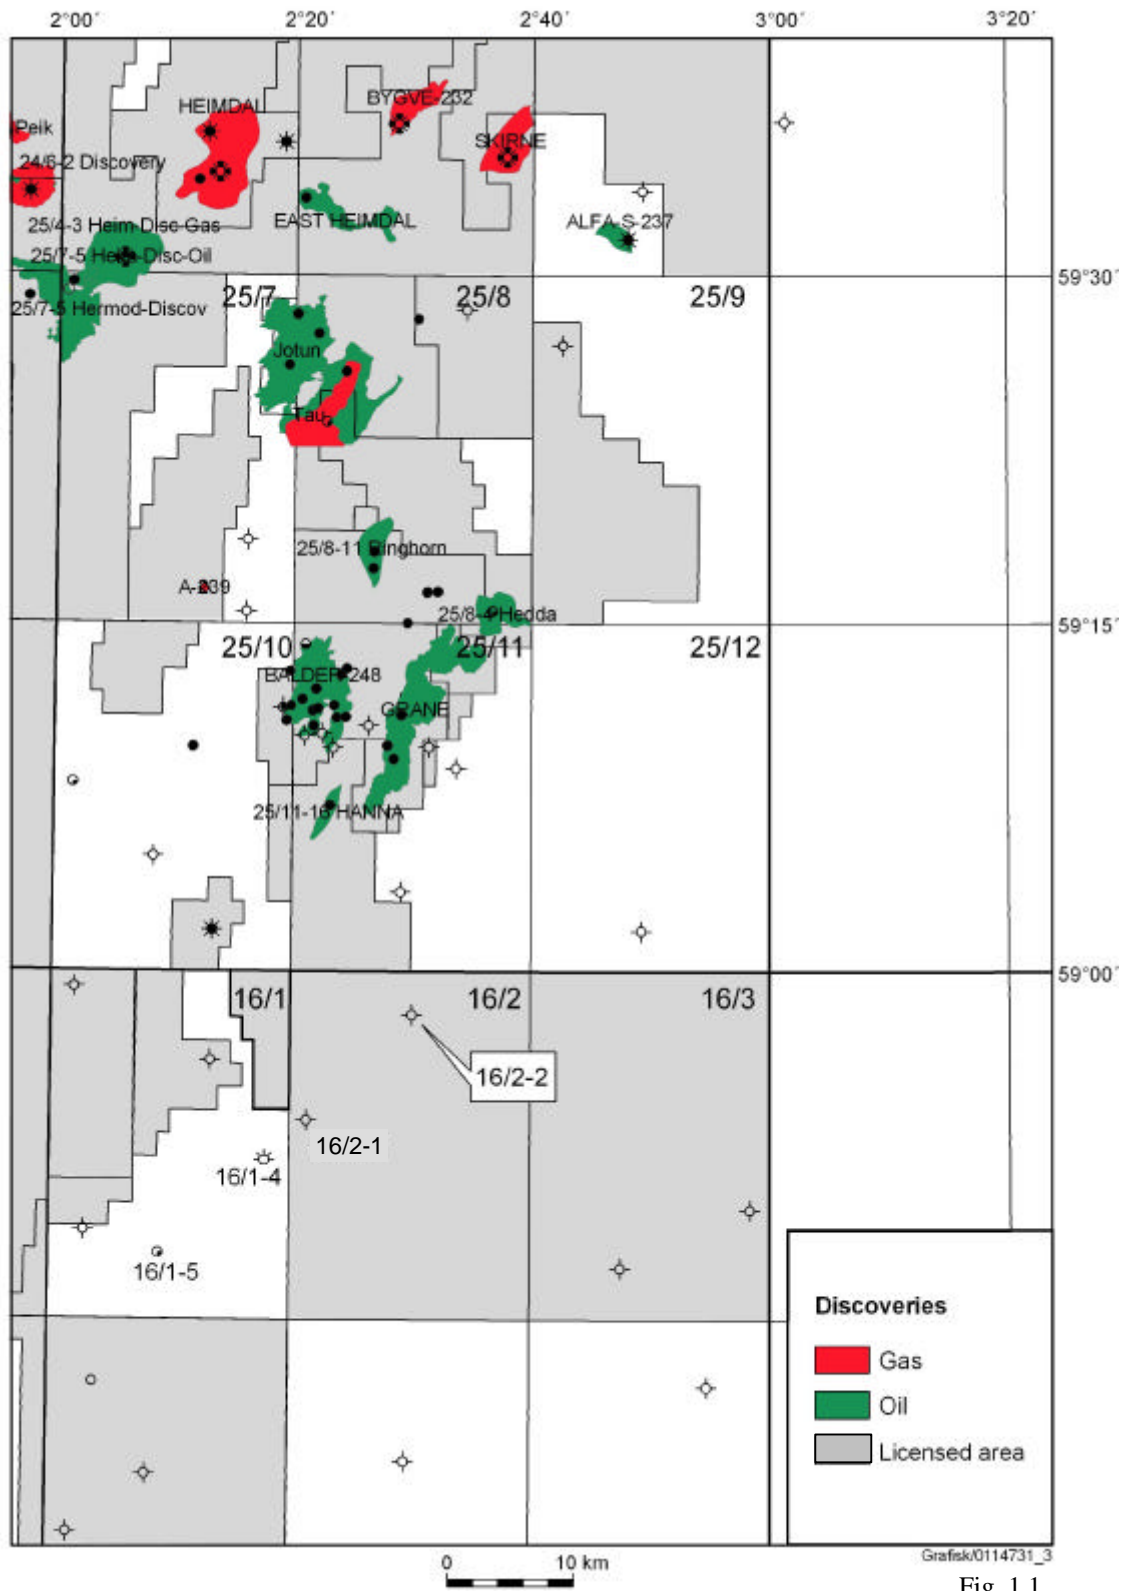 2°00´ 2°20´ 2°40´ 3°00´ 3°20´
BYGVE-232
HEIMDAL
Peik
SKIRNE
24/6-2 Discovery
EAST HEIMDAL
ALFA-S-237
25/4-3 Heim-Disc-Gas
25/7-5 Heim-Disc-Oil
59°30´
25/7 25/8 25/9
25/7-5 Hermod-Discov
Jotun
Tau
25/8-11 Ringhorn
A-239
25/8-4 Hedda
59°15´
25/10 25/11 25/12
BALDER-248
GRANE
25/11-16 HANNA
59°00´
16/1 16/2 16/3
16/2-2
16/2-1
16/1-4
16/1-5
Discoveries
Gas
Oil
Licensed area
Grafisk/0114731_3
0 10 km
Fig. 1.1